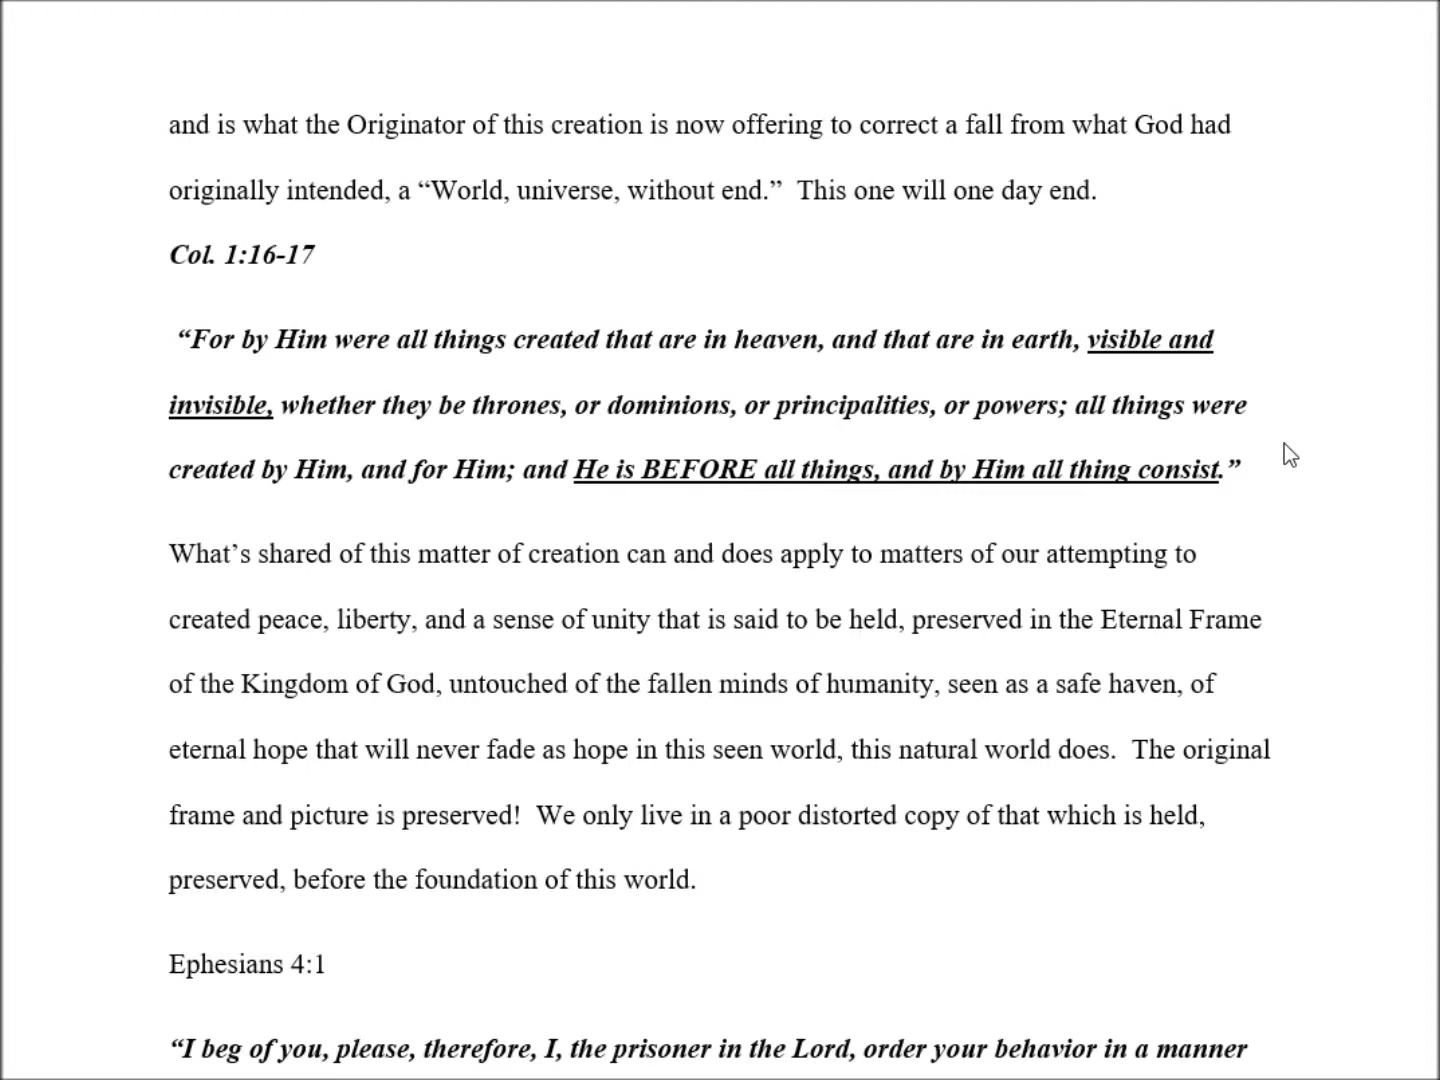 and is what the Originator of this creation is now offering to correct a fall from what God had
originally intended, a “World, universe, without end.”  This one will one day end.
Col. 1:16-17
“For by Him were all things created that are in heaven, and that are in earth, visible and
invisible, whether they be thrones, or dominions, or principalities, or powers; all things were
created by Him, and for Him; and He is BEFORE all things, and by Him all thing consist.”
What’s shared of this matter of creation can and does apply to matters of our attempting to
created peace, liberty, and a sense of unity that is said to be held, preserved in the Eternal Frame
of the Kingdom of God, untouched of the fallen minds of humanity, seen as a safe haven, of
eternal hope that will never fade as hope in this seen world, this natural world does.  The original
frame and picture is preserved!  We only live in a poor distorted copy of that which is held,
preserved, before the foundation of this world.
Ephesians 4:1
“I beg of you, please, therefore, I, the prisoner in the Lord, order your behavior in a manner